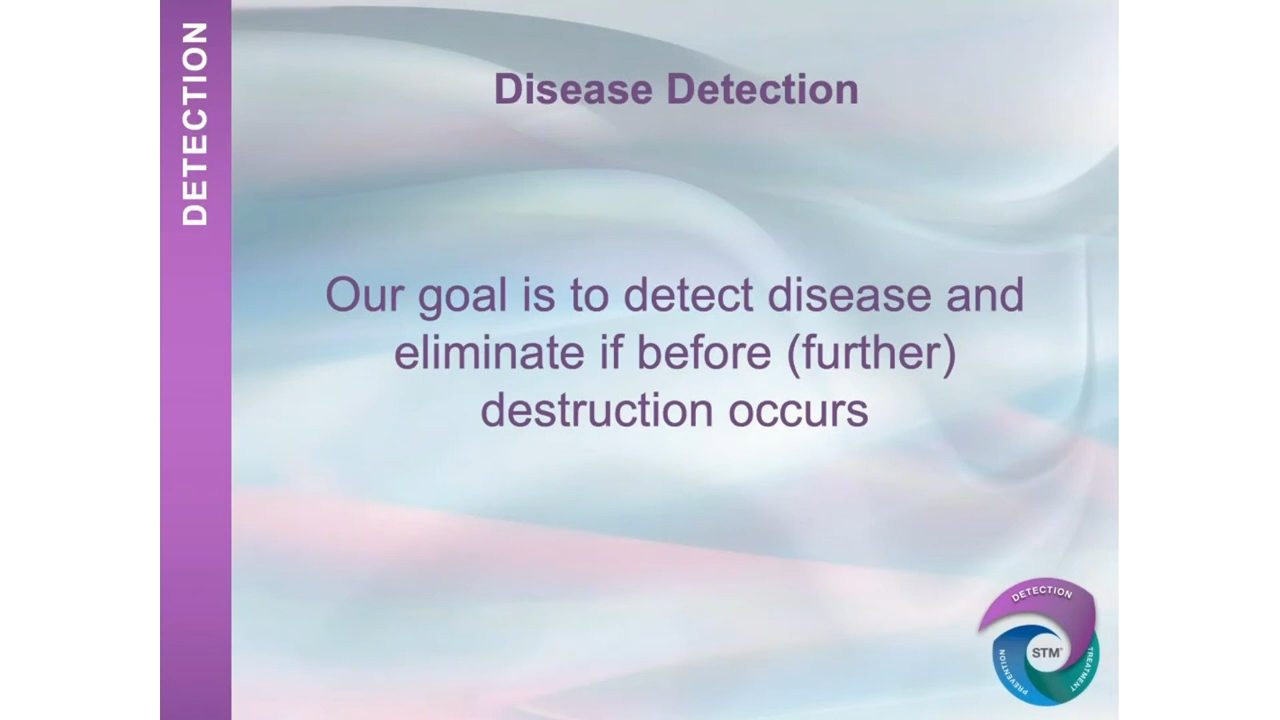 DETECTION
Disease Detection
Our goal is to detect disease and
eliminate if before (further)
destruction occurs
DETECTION
STM
TREATMENT
PREVENTION